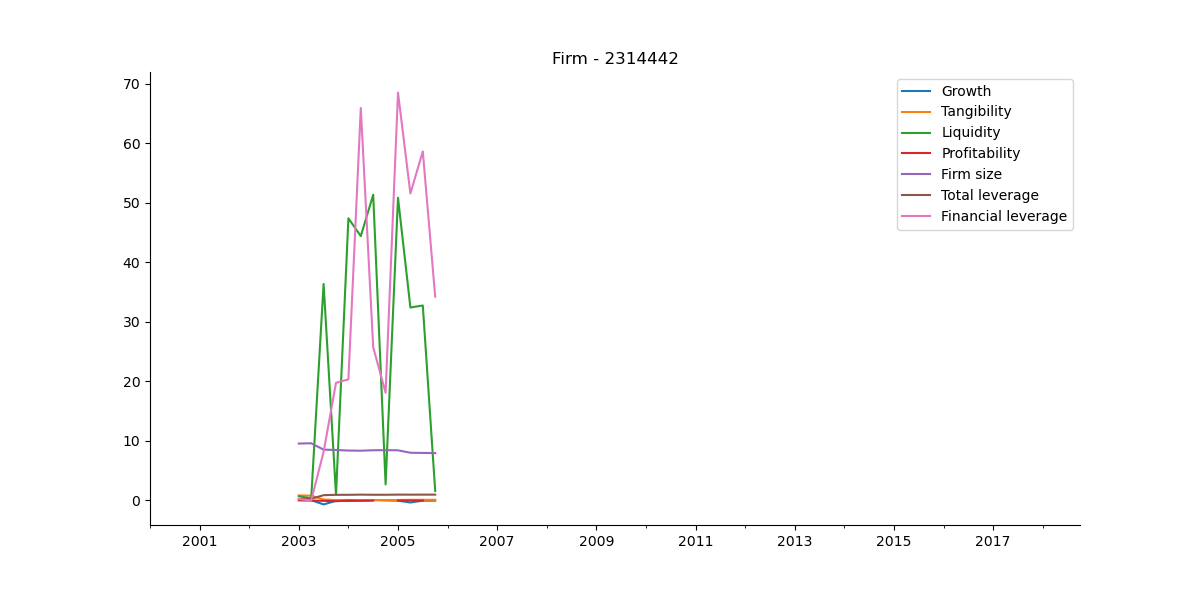 Firm - 2314442
Growth
Tangibility
Liquidity
Profitability
Firm size
Total leverage
Financial leverage
70
60
50
40
30
20
10
0
2001 2003 2005 2007 2009 2011 2013 2015 2017